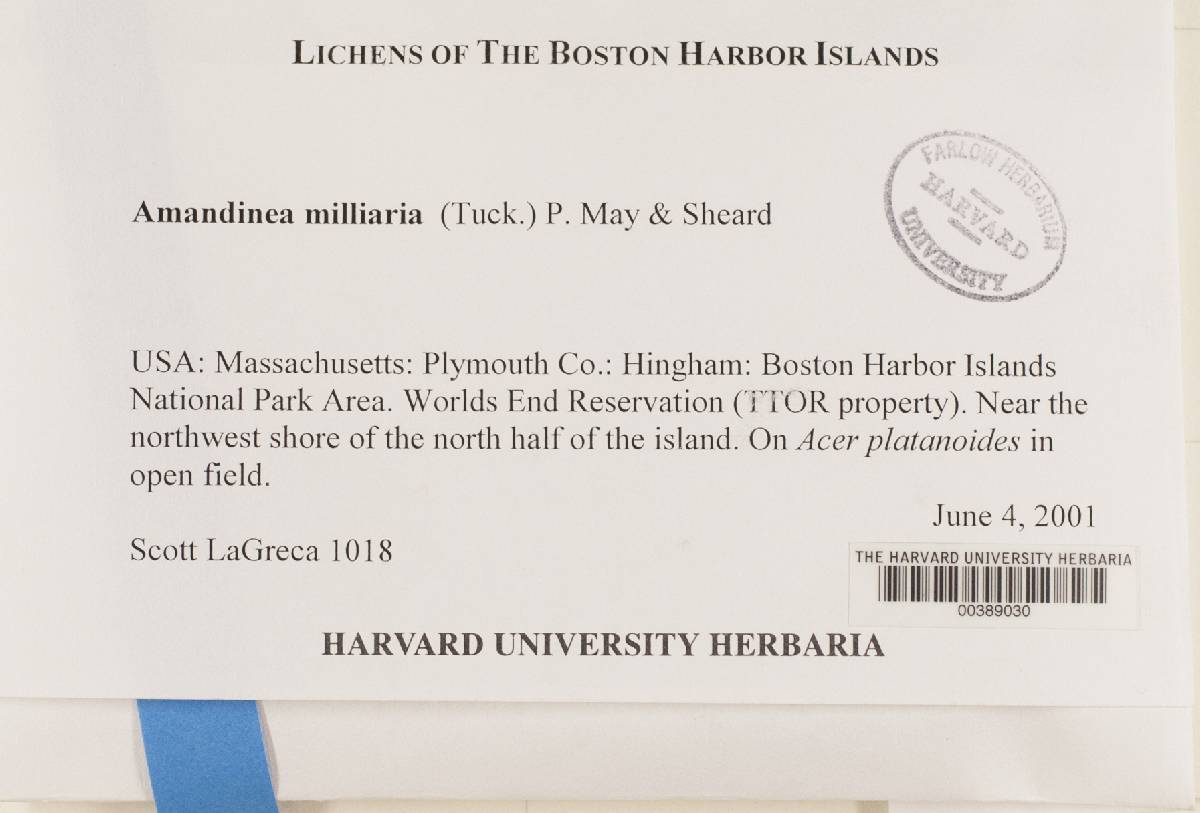 LICHENS OF THE BOSTON HARBOR ISLANDS
FARLOW HERBARIUM
HARVARD
UNIVERSITY
Amandinea milliaria (Tuck.) P. May & Sheard
USA: Massachusetts: Plymouth Co.: Hingham: Boston Harbor Islands
National Park Area. Worlds End Reservation (TTOR property). Near the
northwest shore of the north half of the island. On Acer platanoides in
open field.
June 4, 2001
Scott LaGreca 1018
THE HARVARD UNIVERSITY HERBARIA
00389030
HARVARD UNIVERSITY HERBARIA